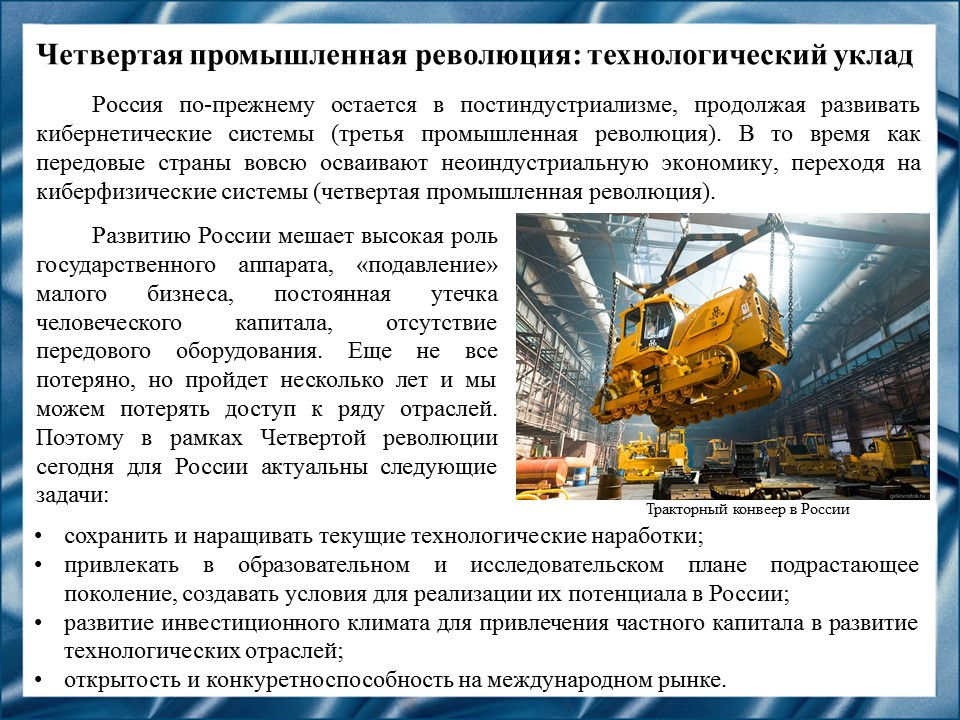 Четвертая промышленная революция: технологический уклад
Россия по-прежнему остается в постиндустриализме, продолжая развивать
кибернетические системы (третья промышленная революция). В то время как
передовые страны вовсю осваивают неоиндустриальную экономику, переходя на
киберфизические системы (четвертая промышленная революция).
Развитию России мешает высокая роль
государственного аппарата, «подавление»
малого бизнеса, постоянная утечка
человеческого капитала, отсутствие
передового оборудования. Еще не все
потеряно, но пройдет несколько лет и мы
можем потерять доступ к ряду отраслей.
Поэтому в рамках Четвертой революции
сегодня для России актуальны следующие
задачи:
gelievostok.ru
Тракторный конвеер в России
• сохранить и наращивать текущие технологические наработки;
• привлекать в образовательном и исследовательском плане подрастающее
поколение, создавать условия для реализации их потенциала в России;
• развитие инвестиционного климата для привлечения частного капитала в развитие
технологических отраслей;
• открытость и конкуретноспособность на международном рынке.